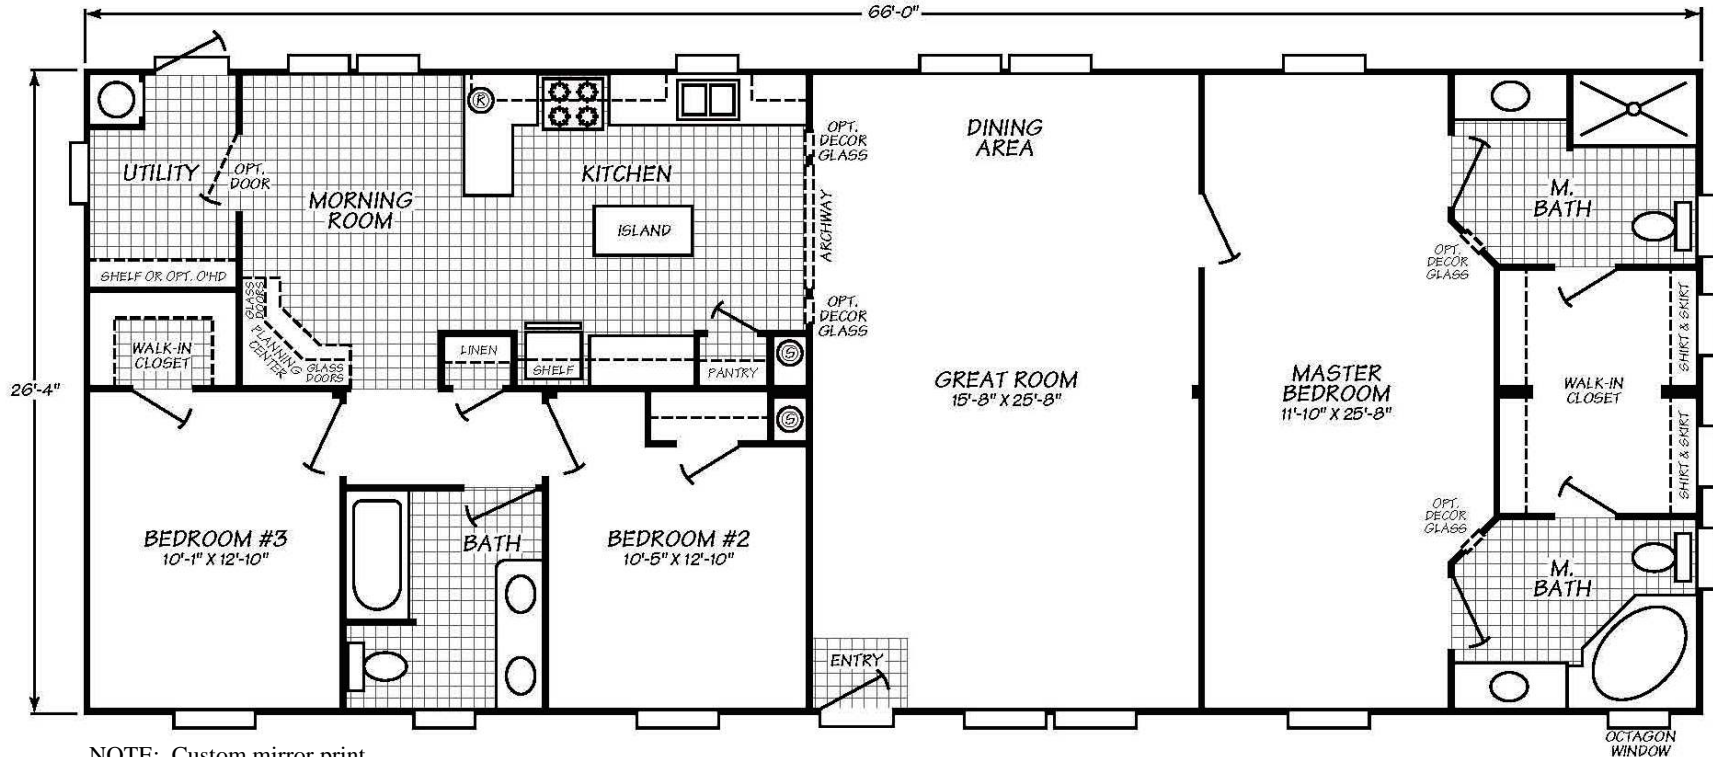 66'-0"
OPT.
DECOR
GLASS
DINING
AREA
R
UTILITY
OPT.
DOOR
MORNING
ROOM
KITCHEN
ISLAND
ARCHWAY
M.
BATH
OPT.
DECOR
GLASS
SHELF OR OPT. O'HD
GLASS
DOORS
PLANNING
CENTER
GLASS
DOORS
OPT.
DECOR
GLASS
SHIRT & SKIRT
WALK-IN
CLOSET
LINEN
SHELF
PANTRY
S
26'-4"
GREAT ROOM
15'-8" X 25'-8"
MASTER
BEDROOM
11'-10" X 25'-8"
WALK-IN
CLOSET
S
SHIRT & SKIRT
OPT.
DECOR
GLASS
BEDROOM #3
10'-1" X 12'-10"
BATH
BEDROOM #2
10'-5" X 12'-10"
M.
BATH
ENTRY
OCTAGON
WINDOW
NOTE: Custom mirror print